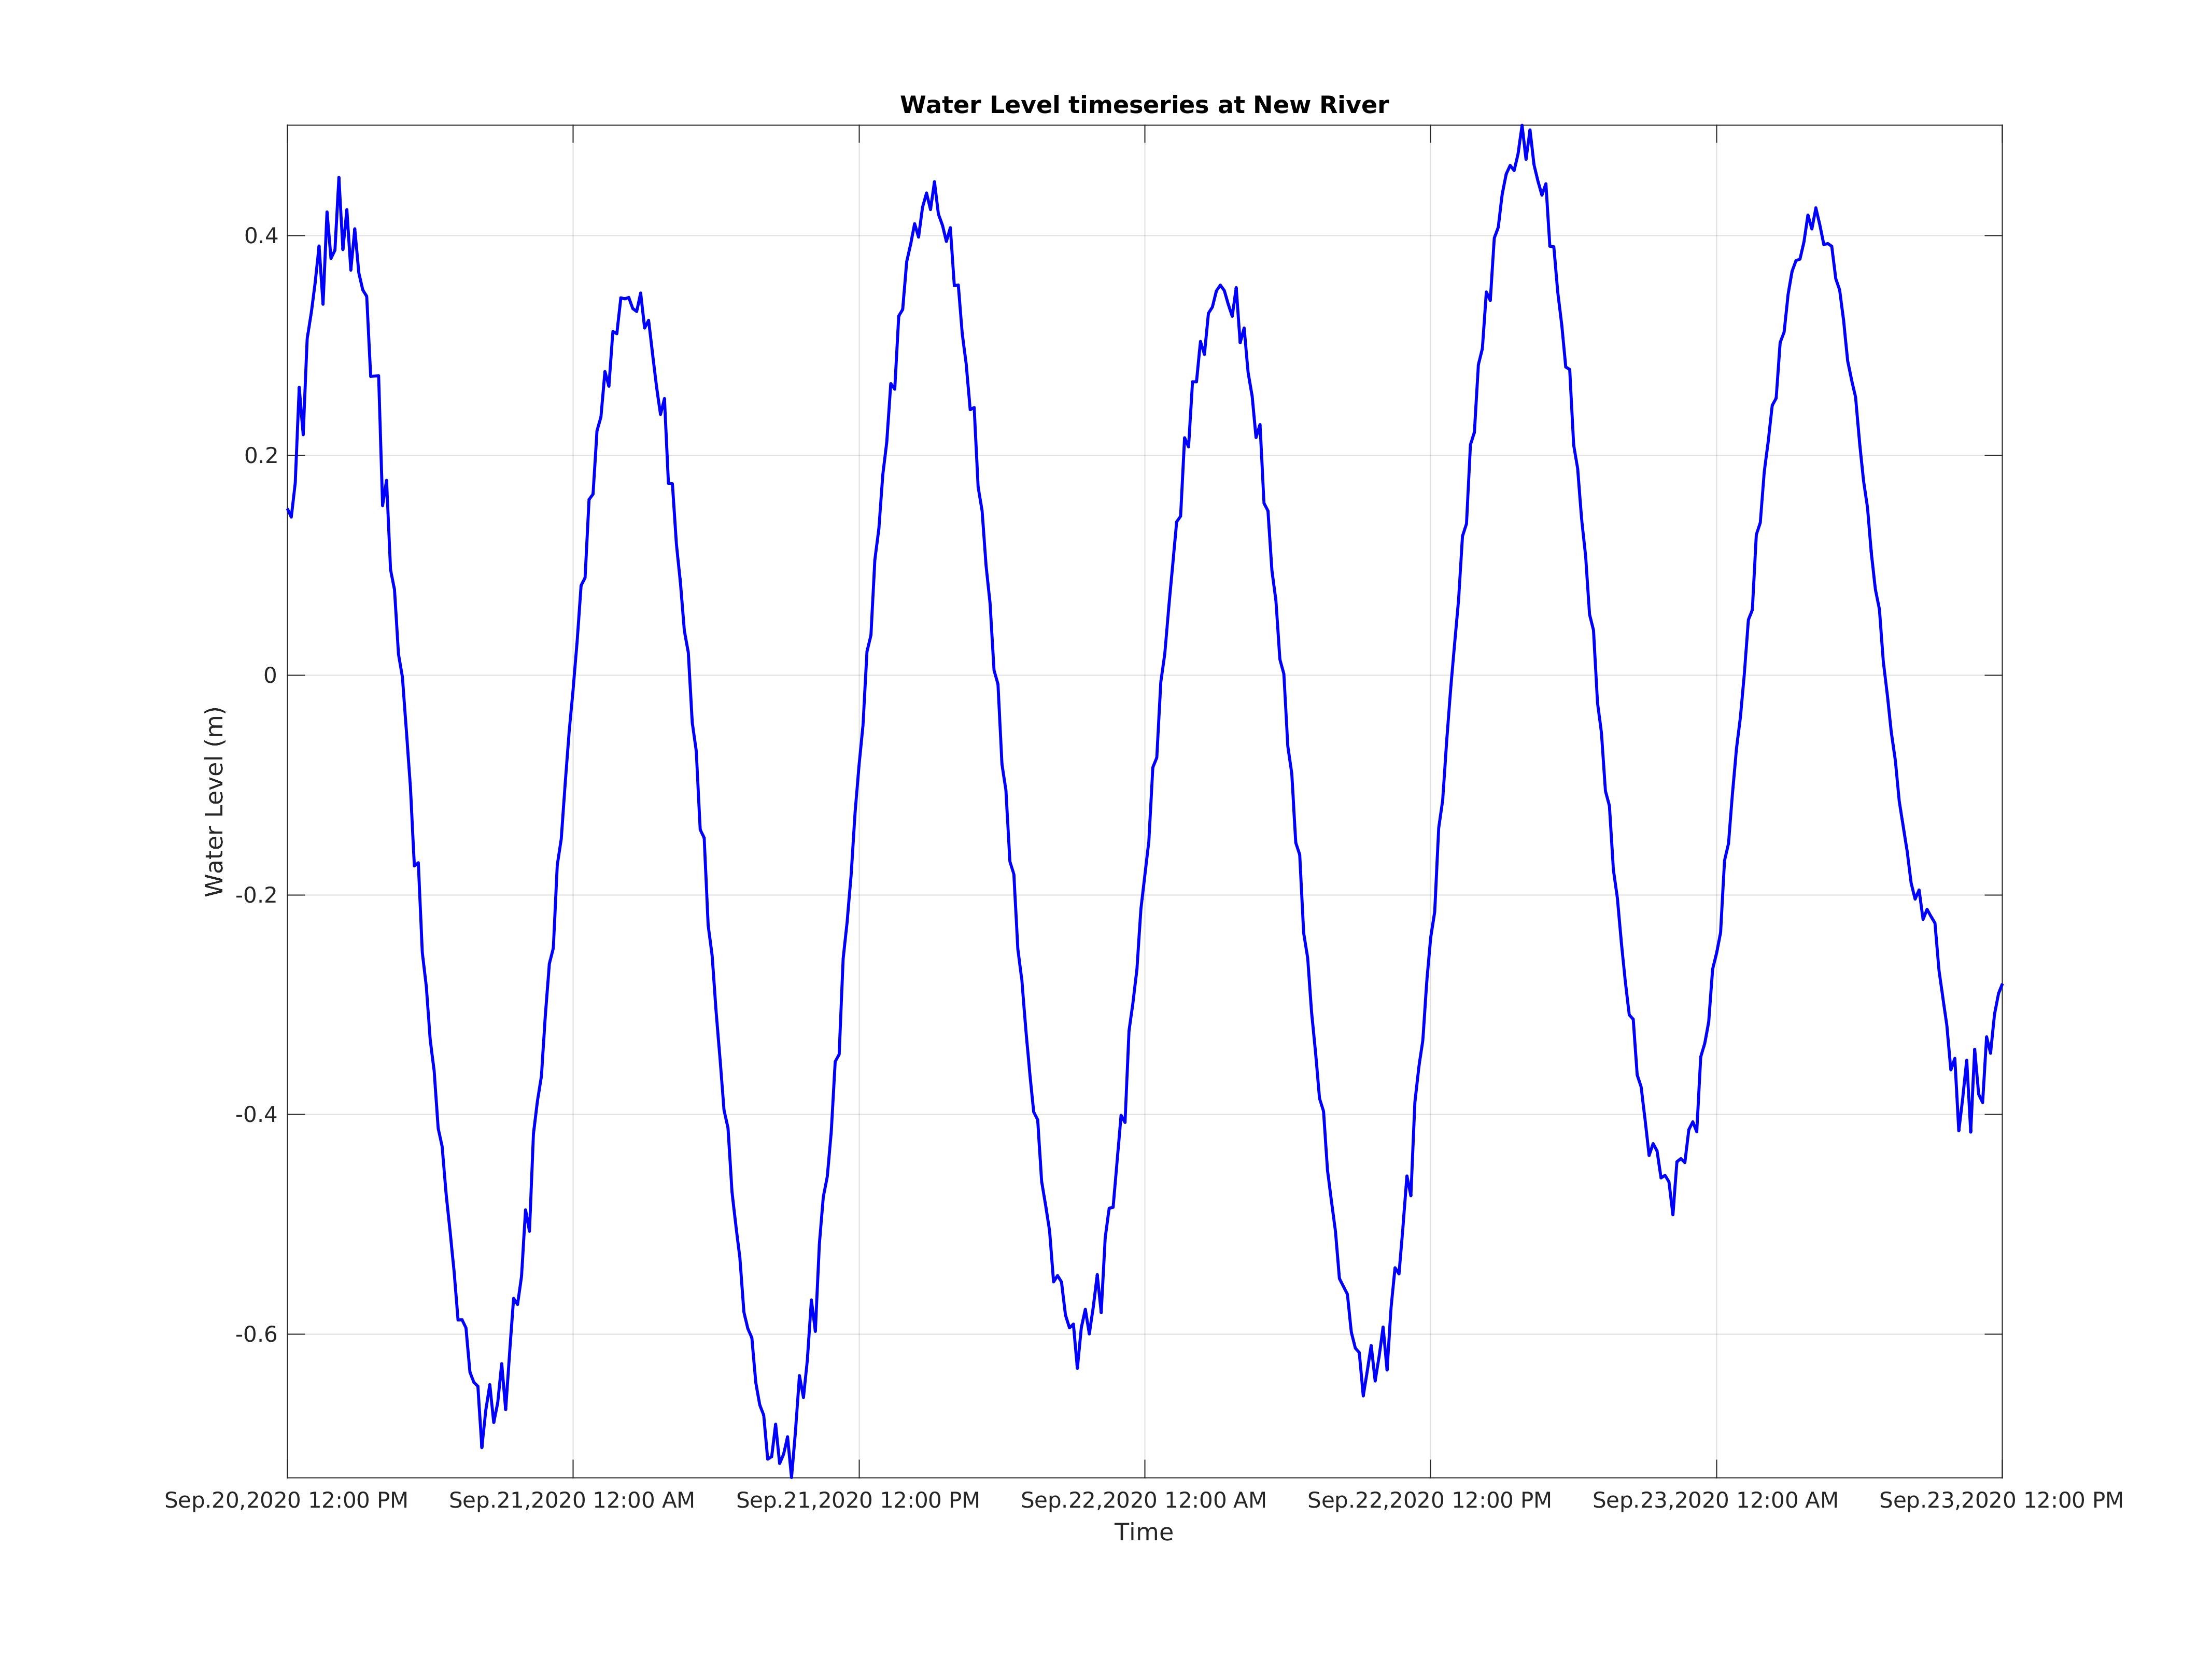 Water Level timeseries at New River
0.4
0.2
0
-0.2
-0.4
-0.6
Water Level (m)
Sep.20,2020 12:00 PM
Sep.21,2020 12:00 AM
Sep.21,2020 12:00 PM
Sep.22,2020 12:00 AM
Sep.22,2020 12:00 PM
Sep.23,2020 12:00 AM
Sep.23,2020 12:00 PM
Time